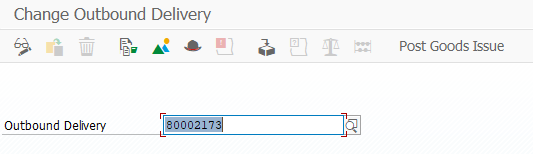 Change Outbound Delivery
Post Goods Issue
Outbound Delivery 80002173